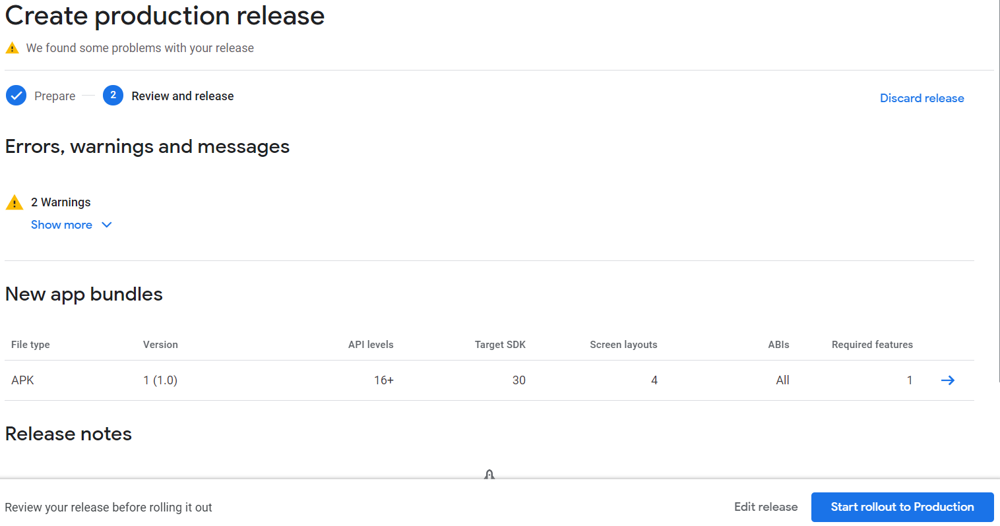 Create production release
We found some problems with your release
Prepare
2
Review and release
Discard release
Errors, warnings and messages
2 Warnings
Show more
New app bundles
File type Version API levels Target SDK Screen layouts ABIs Required features
APK 1 (1.0) 16+ 30 4 All 1
Release notes
Review your release before rolling it out
Edit release
Start rollout to Production